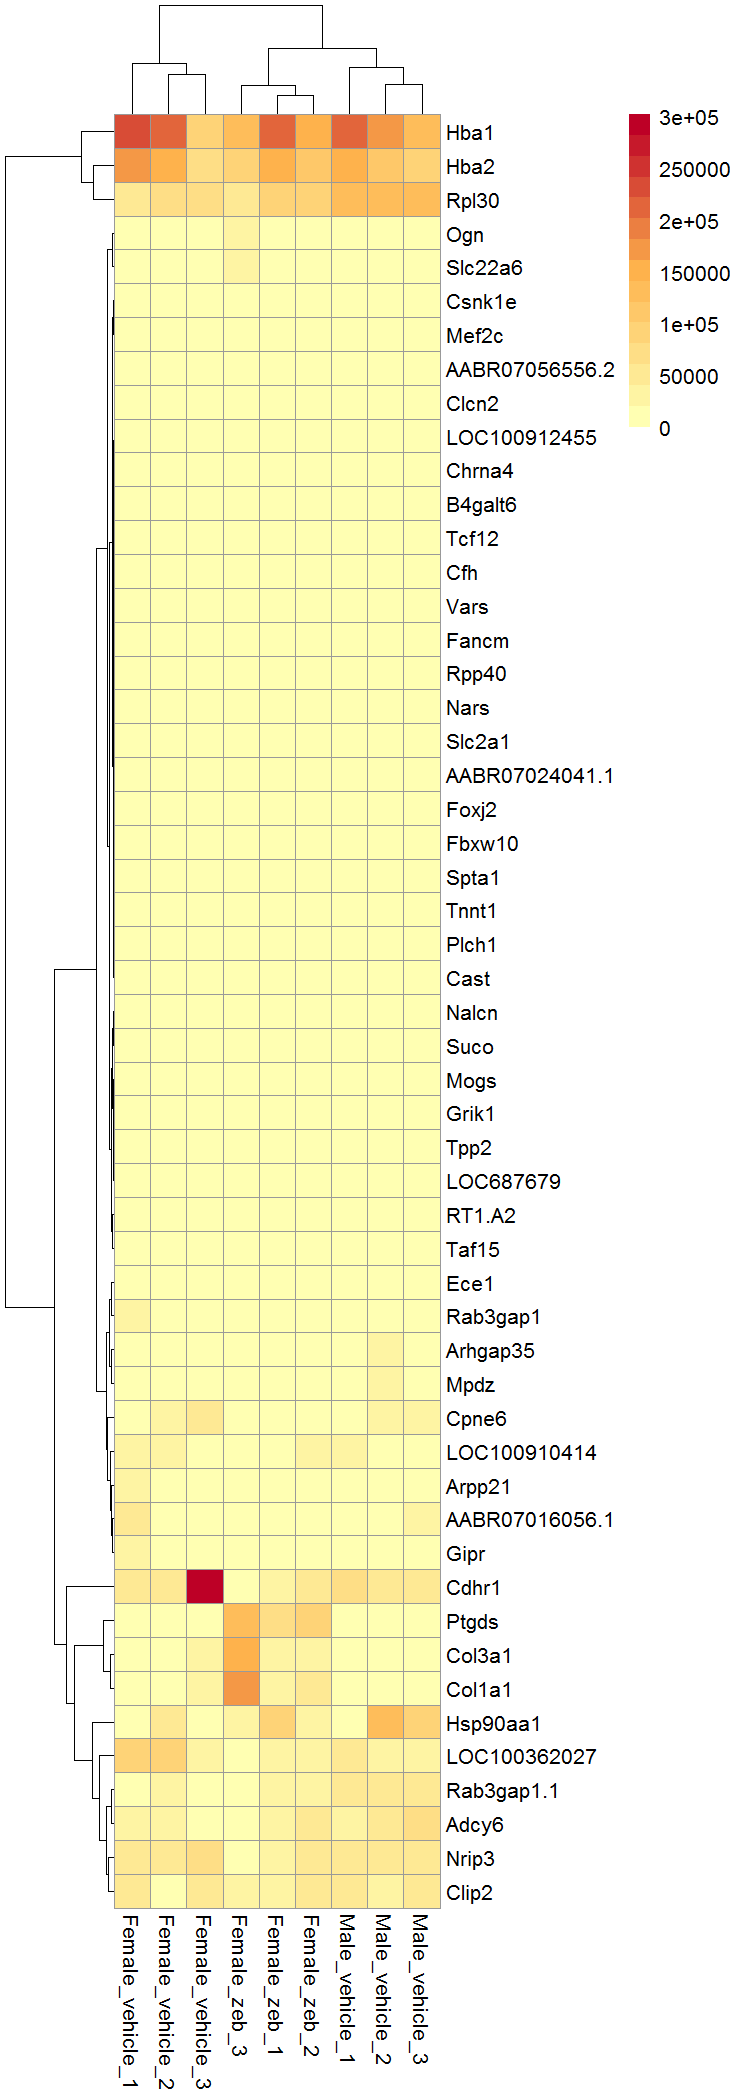 3e+05
250000
2e+05
150000
1e+05
50000
0
Hba1
Hba2
Rpl30
Ogn
Slc22a6
Csnk1e
Mef2c
AABR07056556.2
Clcn2
LOC100912455
Chrna4
B4galt6
Tcf12
Cfh
Vars
Fancm
Rpp40
Nars
Slc2a1
AABR07024041.1
Foxj2
Fbxw10
Spta1
Tnnt1
Plch1
Cast
Nalcn
Suco
Mogs
Grik1
Tpp2
LOC687679
RT1.A2
Taf15
Ece1
Rab3gap1
Arhgap35
Mpdz
Cpne6
LOC100910414
Arpp21
AABR07016056.1
Gipr
Cdhr1
Ptgds
Col3a1
Col1a1
Hsp90aa1
LOC100362027
Rab3gap1.1
Adcy6
Nrip3
Clip2
Female_vehicle_1
Female_vehicle_2
Female_vehicle_3
Female_zeb_3
Female_zeb_1
Female_zeb_2
Male_vehicle_1
Male_vehicle_2
Male_vehicle_3